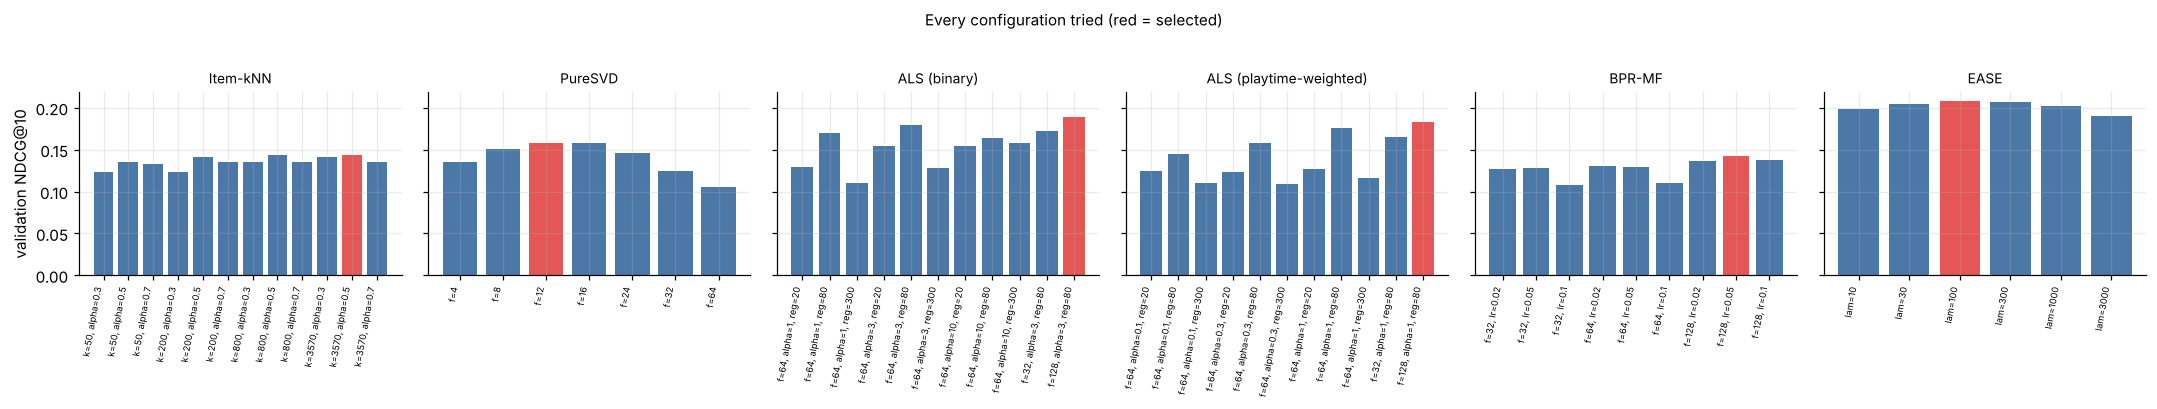 Every configuration tried (red = selected)
Item-kNN
PureSVD
ALS (binary)
ALS (playtime-weighted)
BPR-MF
EASE
validation NDCG@10
0.20
0.15
0.10
0.05
0.00
k=50, alpha=0.3
k=50, alpha=0.5
k=50, alpha=0.7
k=200, alpha=0.3
k=200, alpha=0.5
k=200, alpha=0.7
k=800, alpha=0.3
k=800, alpha=0.5
k=800, alpha=0.7
k=3570, alpha=0.3
k=3570, alpha=0.5
k=3570, alpha=0.7
f=4
f=8
f=12
f=16
f=24
f=32
f=64
f=64, alpha=1, reg=20
f=64, alpha=1, reg=80
f=64, alpha=1, reg=300
f=64, alpha=3, reg=20
f=64, alpha=3, reg=80
f=64, alpha=3, reg=300
f=64, alpha=10, reg=20
f=64, alpha=10, reg=80
f=64, alpha=10, reg=300
f=32, alpha=3, reg=80
f=128, alpha=3, reg=80
f=64, alpha=0.1, reg=20
f=64, alpha=0.1, reg=80
f=64, alpha=0.1, reg=300
f=64, alpha=0.3, reg=20
f=64, alpha=0.3, reg=80
f=64, alpha=0.3, reg=300
f=64, alpha=1, reg=20
f=64, alpha=1, reg=80
f=64, alpha=1, reg=300
f=32, alpha=1, reg=80
f=128, alpha=1, reg=80
f=32, lr=0.02
f=32, lr=0.05
f=32, lr=0.1
f=64, lr=0.02
f=64, lr=0.05
f=64, lr=0.1
f=128, lr=0.02
f=128, lr=0.05
f=128, lr=0.1
lam=10
lam=30
lam=100
lam=300
lam=1000
lam=3000